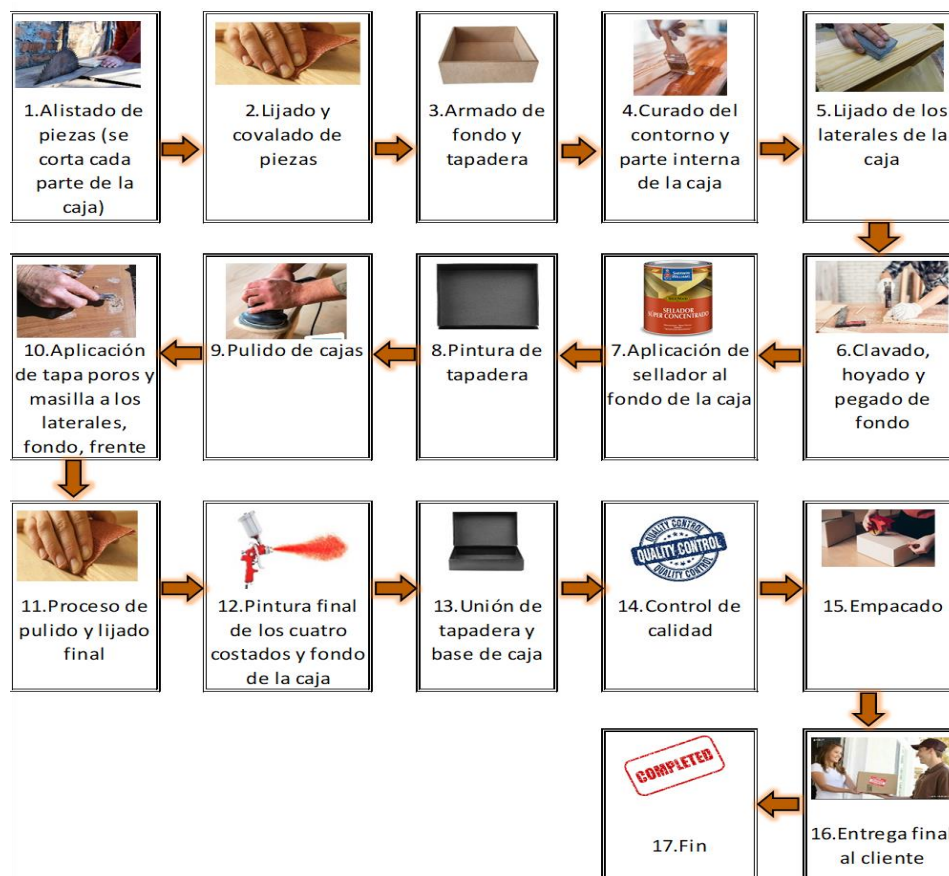 1.Alistado de
piezas (se
corta cada
parte de la
caja)
2.Lijado y
covalado de
piezas
3.Armado de
fondo y
tapadera
4.Curado del
contorno y
parte interna
de la caja
5.Lijado de los
laterales de la
caja
6.Clavado,
hoyado y
pegado de
fondo
SHERWIN
WILLIAMS
SELLADOR
SÚPER CONCENTRADO
7.Aplicación de
sellador al
fondo de la caja
8.Pintura de
tapadera
9.Pulido de cajas
10.Aplicación
de tapa poros y
masilla a los
laterales,
fondo, frente
11.Proceso de
pulido y lijado
final
12.Pintura final
de los cuatro
costados y fondo
de la caja
13.Unión de
tapadera y
base de caja
QUALITY CONTROL
QUALITY CONTROL
QUALITY CONTROL
14.Control de
calidad
15.Empacado
16.Entrega final
al cliente
COMPLETED
17.Fin